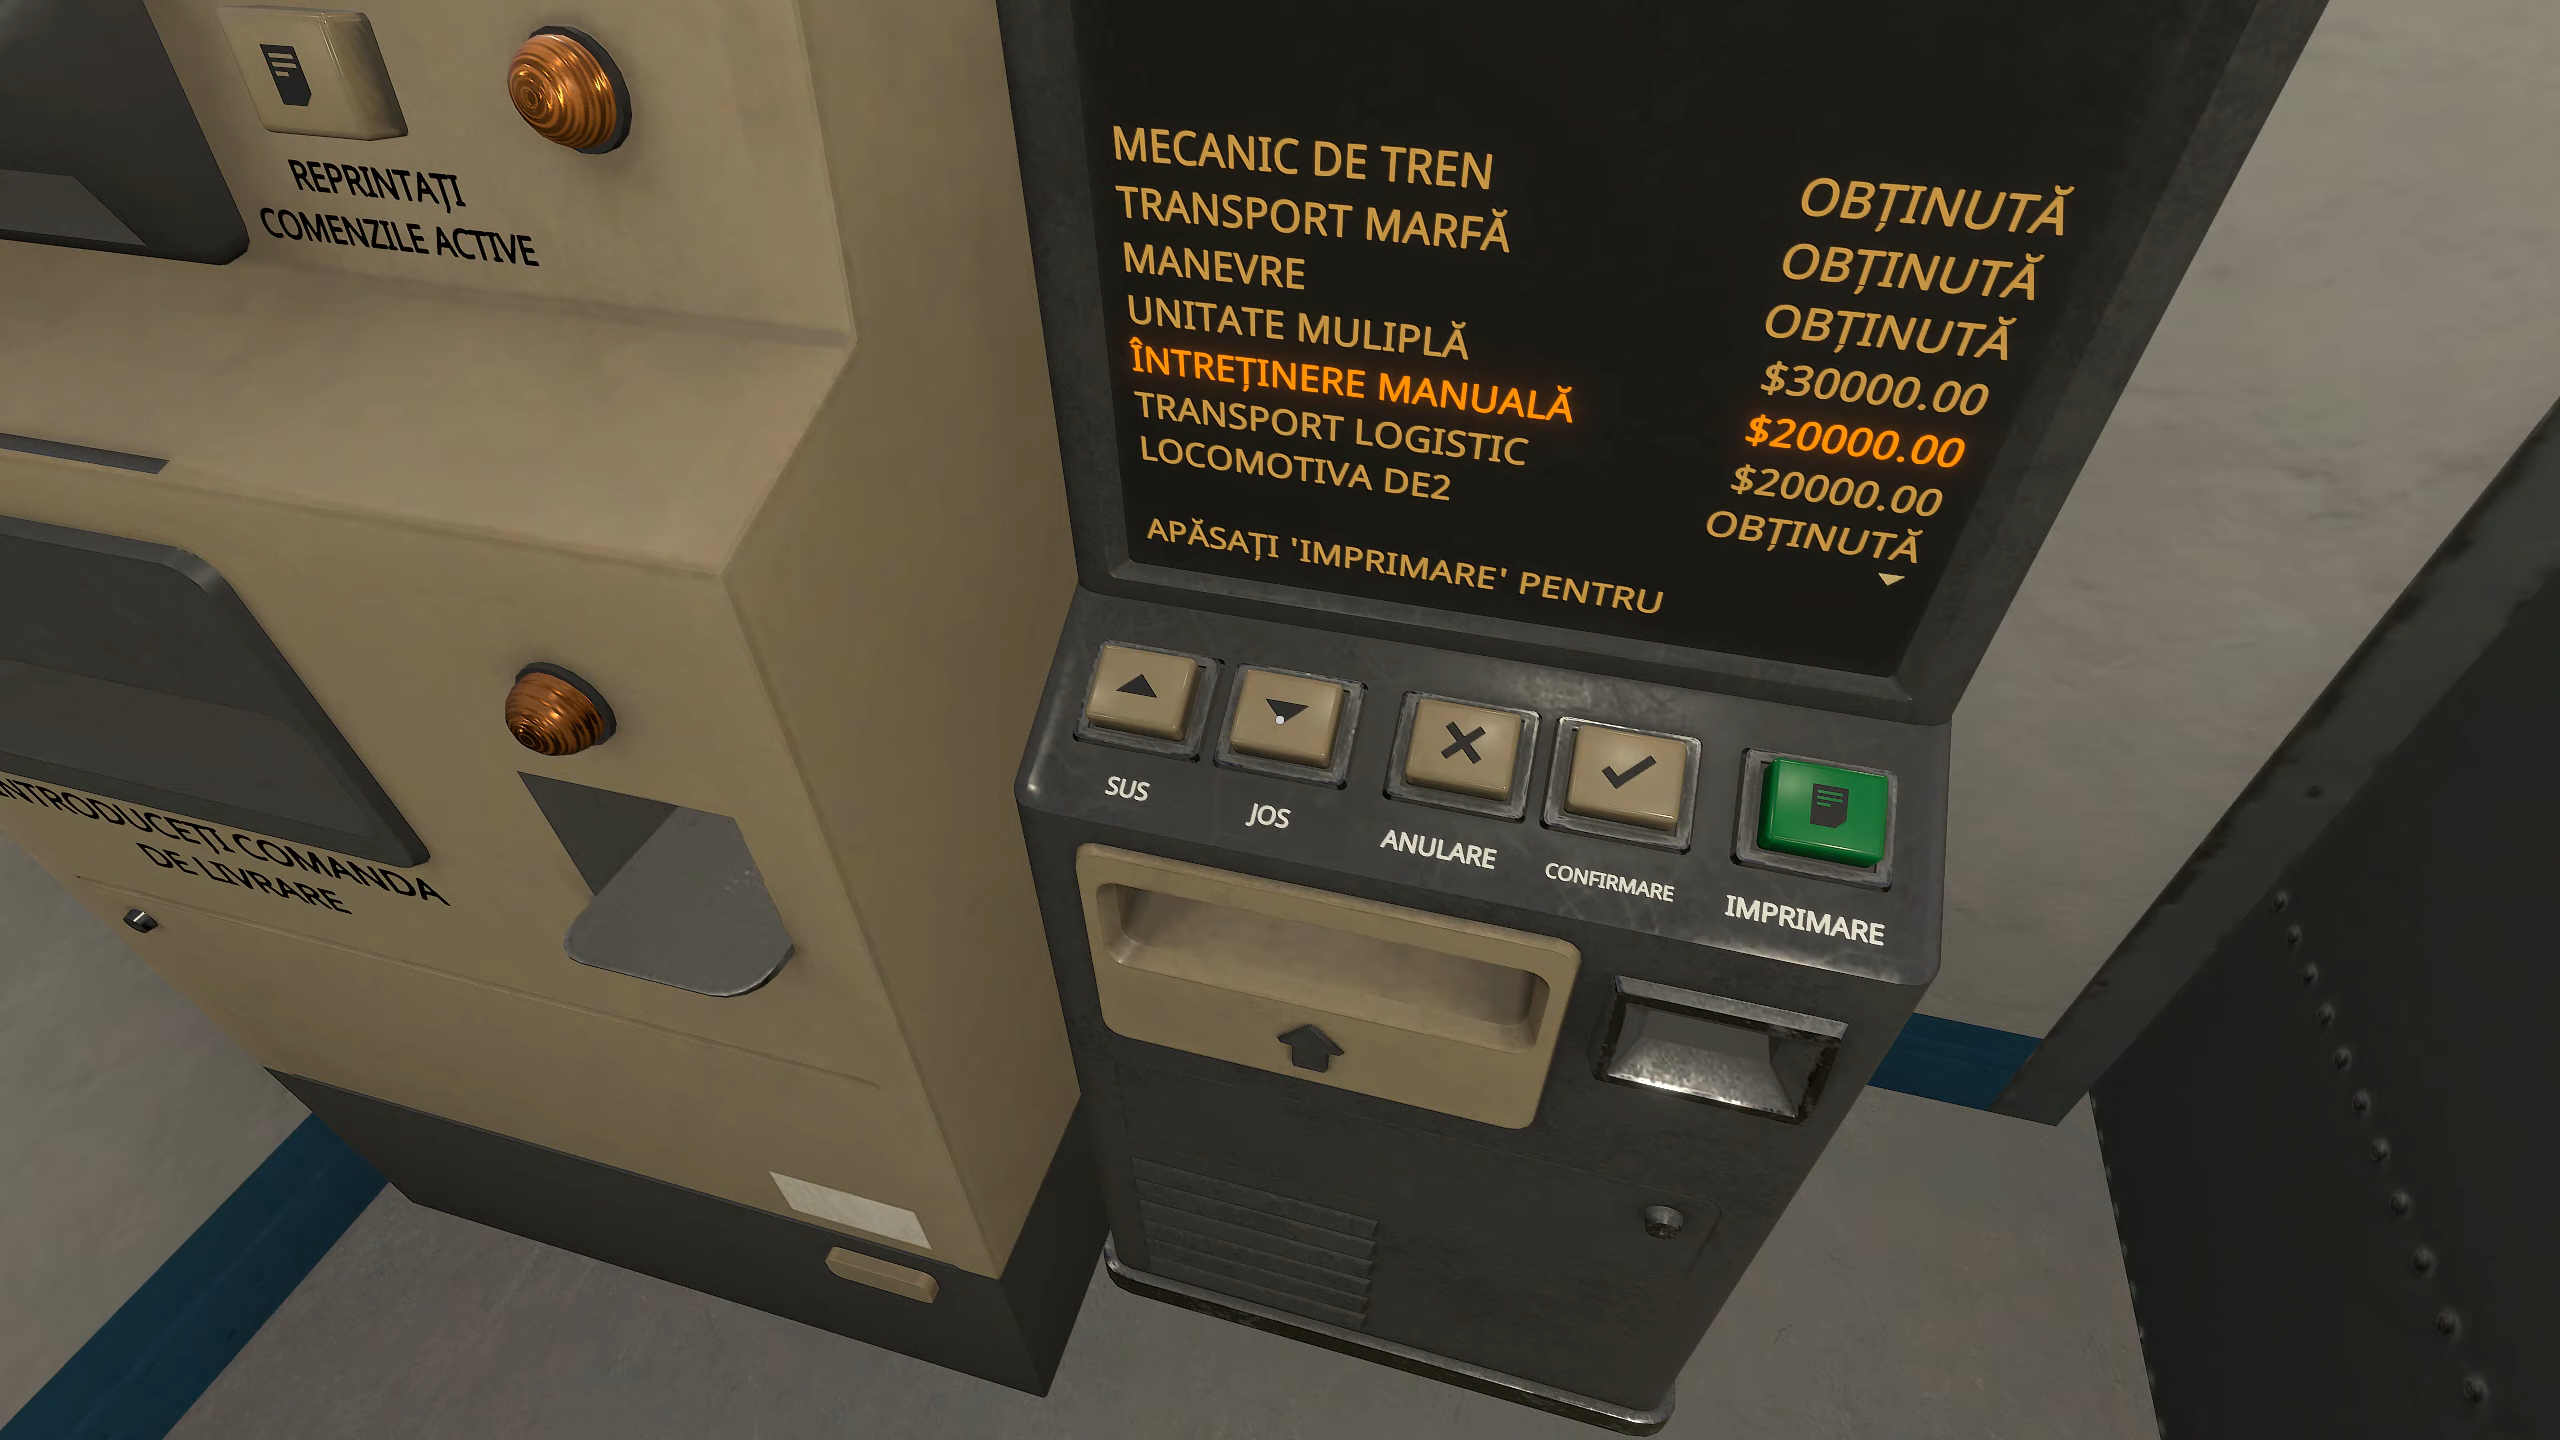 REPRINTAȚI
COMENZILE ACTIVE
INTRODUCEȚI COMANDA
DE LIVRARE
MECANIC DE TREN OBȚINUTĂ
TRANSPORT MARFĂ OBȚINUTĂ
MANEVRE OBȚINUTĂ
UNITATE MULIPLĂ $30000.00
ÎNTREȚINERE MANUALĂ $20000.00
TRANSPORT LOGISTIC $20000.00
LOCOMOTIVA DE2 OBȚINUTĂ
APĂSAȚI 'IMPRIMARE' PENTRU
SUS
JOS
ANULARE
CONFIRMARE
IMPRIMARE